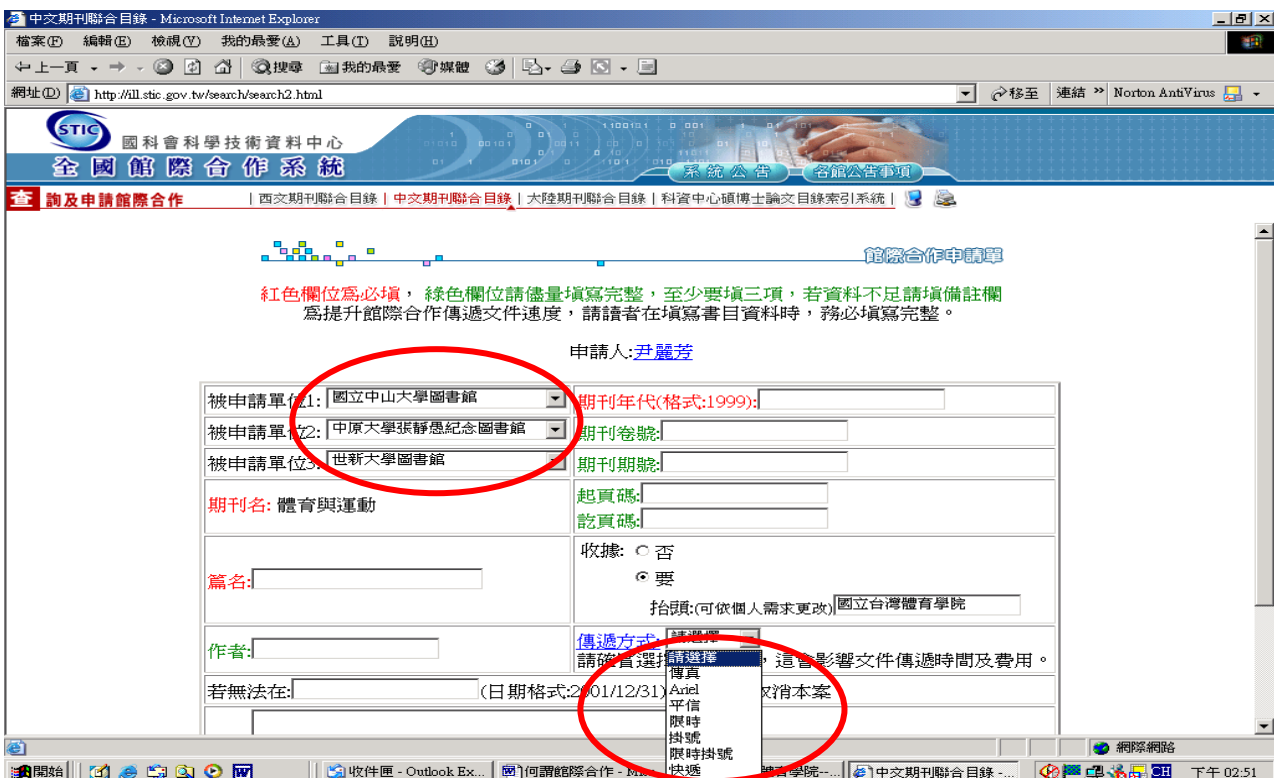 中文期刊聯合目錄 - Microsoft Internet Explorer
檔案(F) 編輯(E) 檢視(V) 我的最愛(A) 工具(T) 說明(H)
上一頁 搜尋 我的最愛 媒體
網址(D) http://ill.stic.gov.tw/search/search2.html 移至 連結 » Norton AntiVirus
STIC 國科會科學技術資料中心
全國館際合作系統
系統公告 各館公告事項
查 詢及申請館際合作 | 西文期刊聯合目錄 | 中文期刊聯合目錄 | 大陸期刊聯合目錄 | 科資中心碩博士論文目錄索引系統 |
館際合作申請單
紅色欄位為必填， 綠色欄位請儘量填寫完整，至少要填三項，若資料不足請填備註欄
為提升館際合作傳遞文件速度，請讀者在填寫書目資料時，務必填寫完整。
申請人:尹麗芳
被申請單位1: 國立中山大學圖書館 期刊年代(格式:1999):
被申請單位2: 中原大學張靜愚紀念圖書館 期刊卷號:
被申請單位3: 世新大學圖書館 期刊期號:
期刊名: 體育與運動 起頁碼:
訖頁碼:
收據: 否
要
篇名:
抬頭:(可依個人需求更改) 國立台灣體育學院
作者: 傳遞方式: 請選擇
請確實選擇 ，這會影響文件傳遞時間及費用。
若無法在: (日期格式:2001/12/31) 取消本案
請選擇
傳真
Ariel
平信
限時
掛號
限時掛號
快遞
網際網路
開始 收件匣 - Outlook Ex... 何謂館際合作 - Mi... 體育學院--... 中文期刊聯合目錄 -... CH 下午 02:51